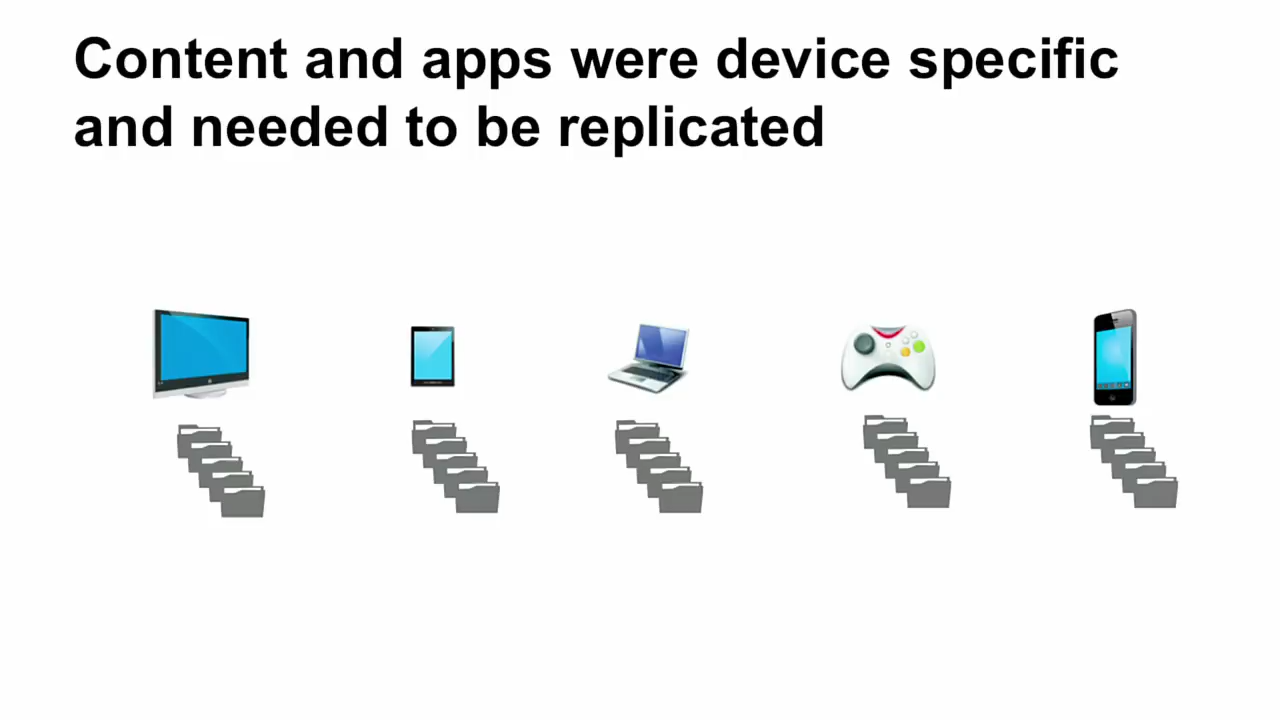 Content and apps were device specific
and needed to be replicated